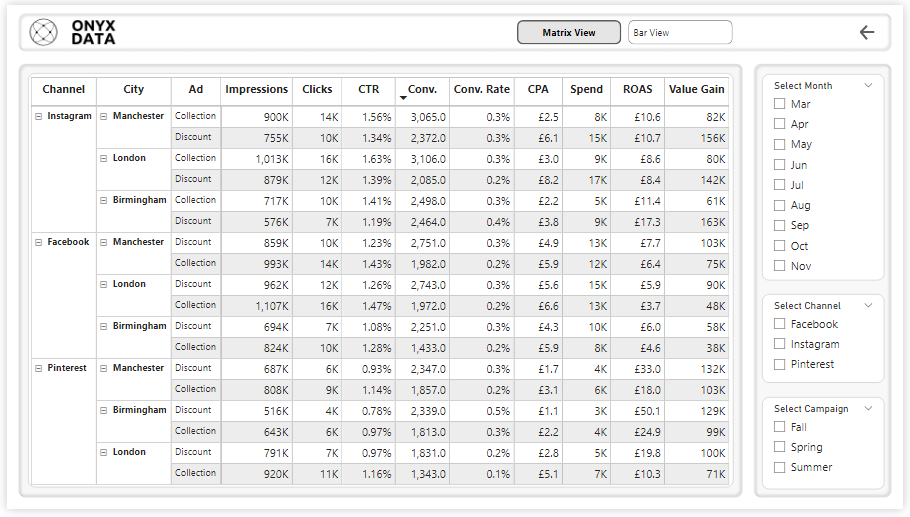 ONYX
DATA
Matrix View
Bar View
Channel City Ad Impressions Clicks CTR Conv. Conv. Rate CPA Spend ROAS Value Gain
Instagram Manchester Collection 900K 14K 1.56% 3,065.0 0.3% £2.5 8K £10.6 82K
Discount 755K 10K 1.34% 2,372.0 0.3% £6.1 15K £10.7 156K
London Collection 1,013K 16K 1.63% 3,106.0 0.3% £3.0 9K £8.6 80K
Discount 879K 12K 1.39% 2,085.0 0.2% £8.2 17K £8.4 142K
Birmingham Collection 717K 10K 1.41% 2,498.0 0.3% £2.2 5K £11.4 61K
Discount 576K 7K 1.19% 2,464.0 0.4% £3.8 9K £17.3 163K
Facebook Manchester Discount 859K 10K 1.23% 2,751.0 0.3% £4.9 13K £7.7 103K
Collection 993K 14K 1.43% 1,982.0 0.2% £5.9 12K £6.4 75K
London Discount 962K 12K 1.26% 2,743.0 0.3% £5.6 15K £5.9 90K
Collection 1,107K 16K 1.47% 1,972.0 0.2% £6.6 13K £3.7 48K
Birmingham Discount 694K 7K 1.08% 2,251.0 0.3% £4.3 10K £6.0 58K
Collection 824K 10K 1.28% 1,433.0 0.2% £5.9 8K £4.6 38K
Pinterest Manchester Discount 687K 6K 0.93% 2,347.0 0.3% £1.7 4K £33.0 132K
Collection 808K 9K 1.14% 1,857.0 0.2% £3.1 6K £18.0 103K
Birmingham Discount 516K 4K 0.78% 2,339.0 0.5% £1.1 3K £50.1 129K
Collection 643K 6K 0.97% 1,813.0 0.3% £2.2 4K £24.9 99K
London Discount 791K 7K 0.97% 1,831.0 0.2% £2.8 5K £19.8 100K
Collection 920K 11K 1.16% 1,343.0 0.1% £5.1 7K £10.3 71K
Select Month
Mar
Apr
May
Jun
Jul
Aug
Sep
Oct
Nov
Select Channel
Facebook
Instagram
Pinterest
Select Campaign
Fall
Spring
Summer